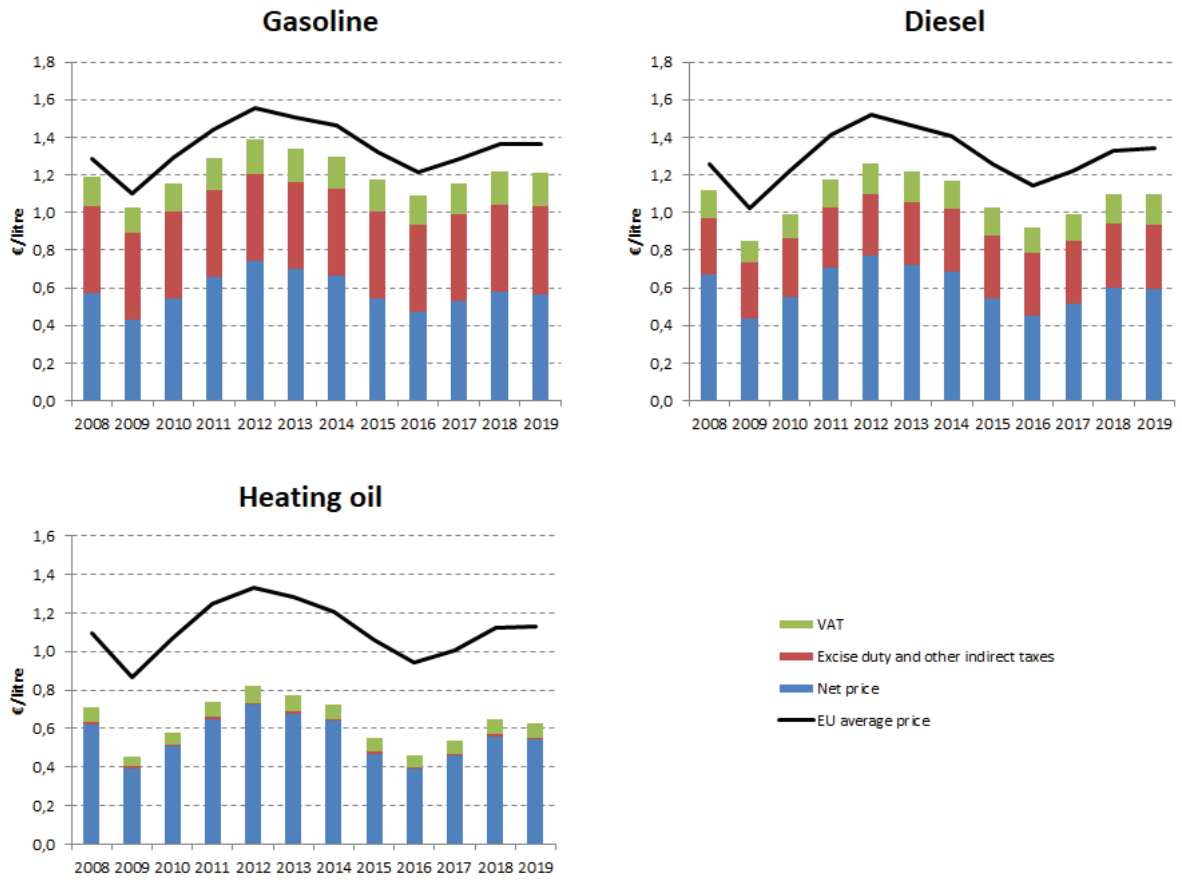 Gasoline
€/litre
1,8
1,6
1,4
1,2
1,0
0,8
0,6
0,4
0,2
0,0
2008 2009 2010 2011 2012 2013 2014 2015 2016 2017 2018 2019
Diesel
€/litre
1,8
1,6
1,4
1,2
1,0
0,8
0,6
0,4
0,2
0,0
2008 2009 2010 2011 2012 2013 2014 2015 2016 2017 2018 2019
Heating oil
€/litre
1,6
1,4
1,2
1,0
0,8
0,6
0,4
0,2
0,0
2008 2009 2010 2011 2012 2013 2014 2015 2016 2017 2018 2019
VAT
Excise duty and other indirect taxes
Net price
EU average price